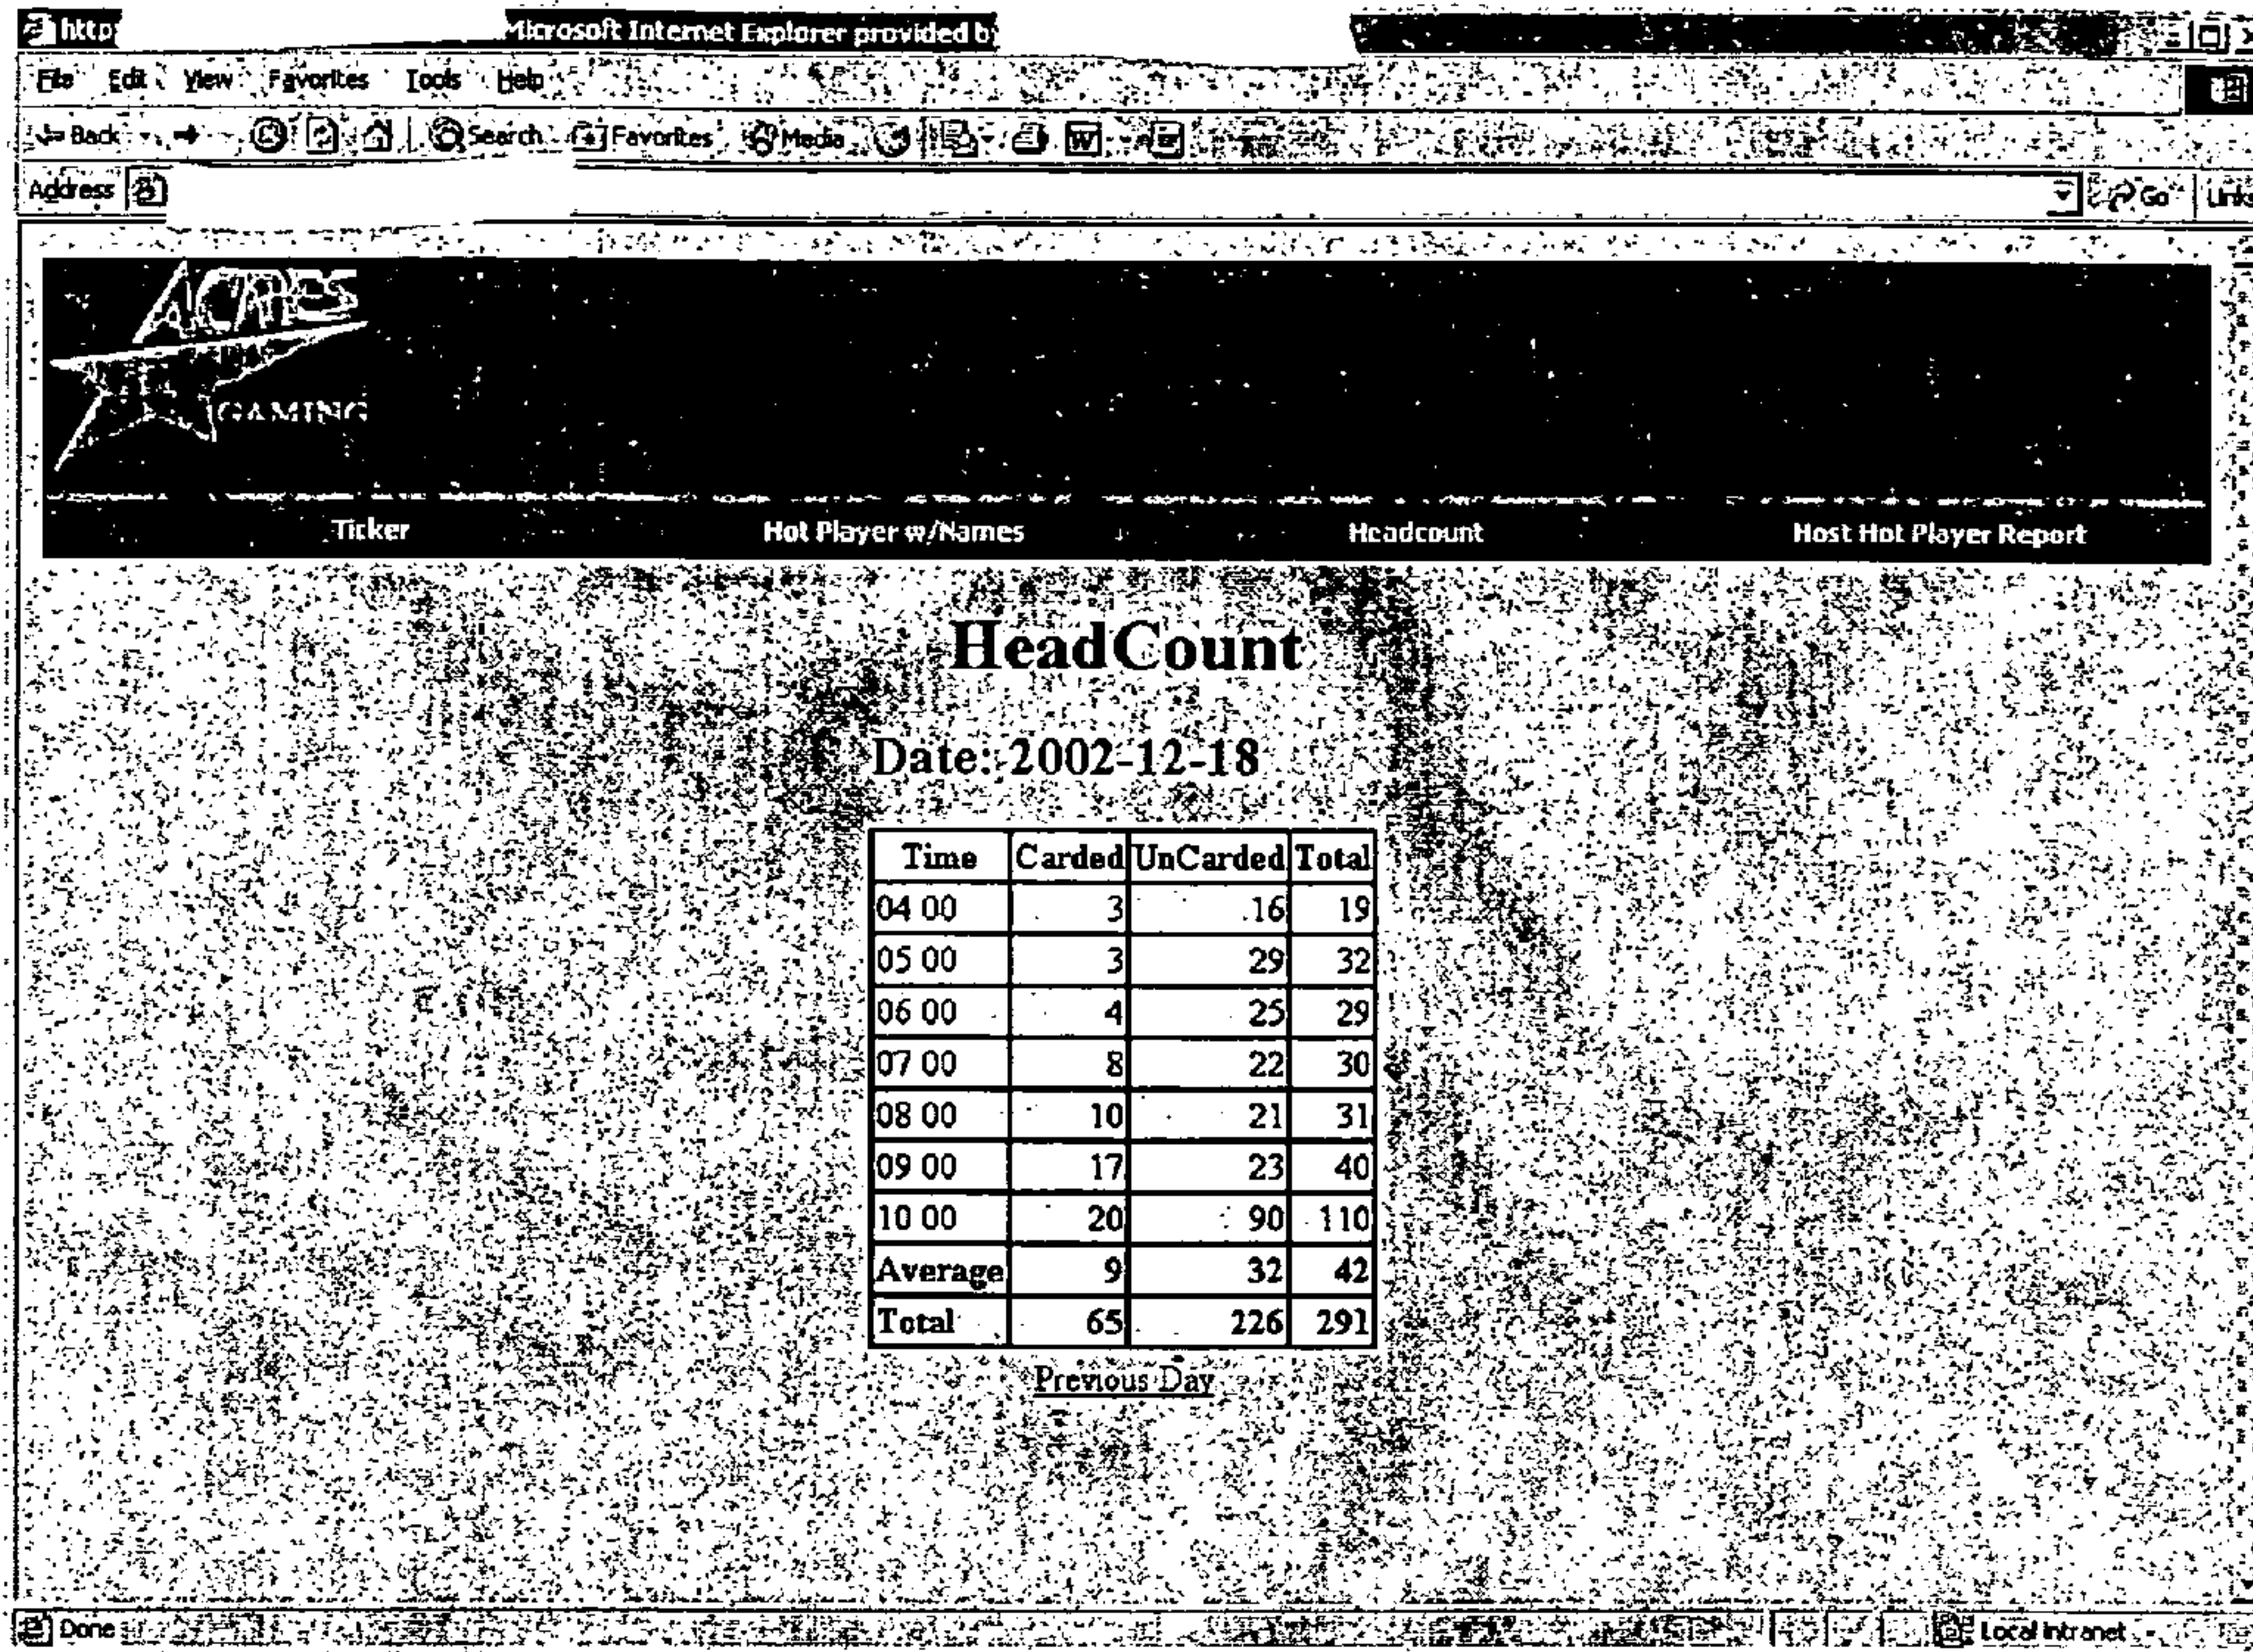 http: Microsoft Internet Explorer provided by
File Edit View Favorites Tools Help
Back Search Favorites Media
Address Go Links
ACRES
GAMING
Ticker Hot Player w/Names Headcount Host Hot Player Report
HeadCount
Date: 2002-12-18
Time Carded UnCarded Total
04 00 3 16 19
05 00 3 29 32
06 00 4 25 29
07 00 8 22 30
08 00 10 21 31
09 00 17 23 40
10 00 20 90 110
Average 9 32 42
Total 65 226 291
Previous Day
Done Local intranet